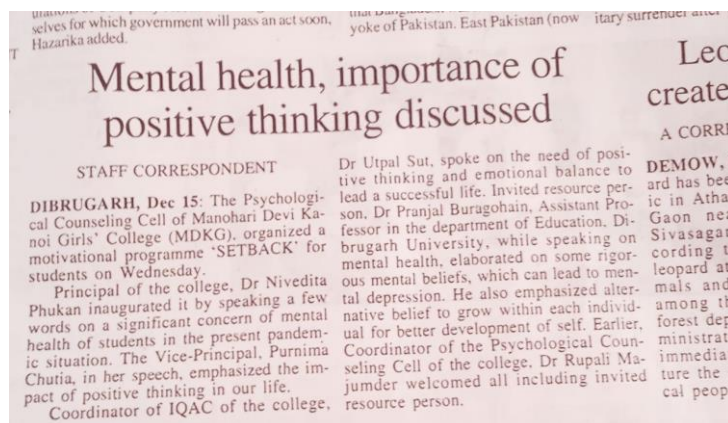 selves for which government will pass an act soon,
Hazarika added.
yoke of Pakistan. East Pakistan (now
itary surrender after
Mental health, importance of
positive thinking discussed
STAFF CORRESPONDENT
DIBRUGARH, Dec 15: The Psychologi-
cal Counseling Cell of Manohari Devi Ka-
noi Girls' College (MDKG), organized a
motivational programme 'SETBACK' for
students on Wednesday.
Principal of the college, Dr Nivedita
Phukan inaugurated it by speaking a few
words on a significant concern of mental
health of students in the present pandem-
ic situation. The Vice-Principal, Purnima
Chutia, in her speech, emphasized the im-
pact of positive thinking in our life.
Coordinator of IQAC of the college,
Dr Utpal Sut, spoke on the need of posi-
tive thinking and emotional balance to
lead a successful life. Invited resource per-
son, Dr Pranjal Buragohain, Assistant Pro-
fessor in the department of Education, Di-
brugarh University, while speaking on
mental health, elaborated on some rigor-
ous mental beliefs, which can lead to men-
tal depression. He also emphasized alter-
native belief to grow within each individ-
ual for better development of self. Earlier,
Coordinator of the Psychological Coun-
seling Cell of the college, Dr Rupali Ma-
jumder welcomed all including invited
resource person.
Leo
create
A CORR
DEMOW,
ard has bee
ic in Atha
Gaon nea
Sivasagar
cording t
leopard at
mals and
among th
forest dep
ministrat
immedia
ture the
cal peop